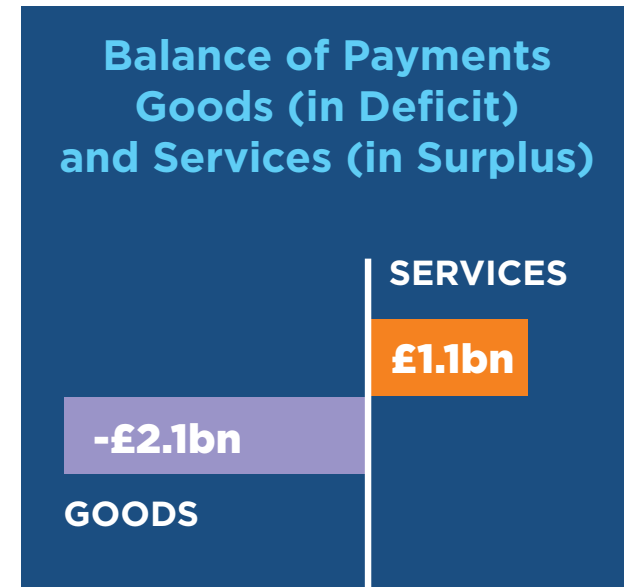 Balance of Payments
Goods (in Deficit)
and Services (in Surplus)
SERVICES
£1.1bn
-£2.1bn
GOODS